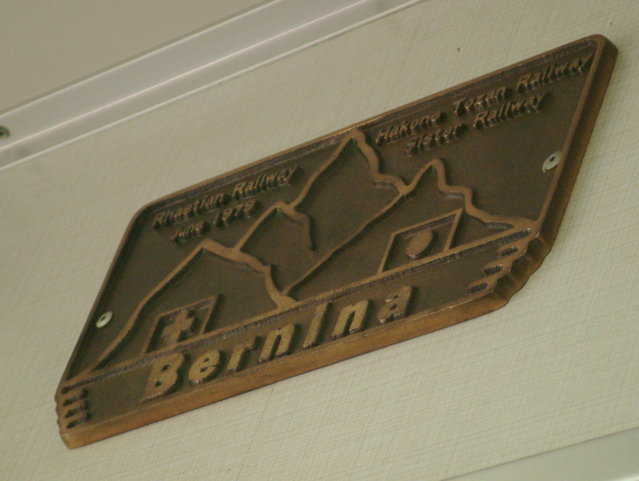 Rhaetian Railway
June 1979
Hakone Tozan Railway
Sister Railway
Bernina